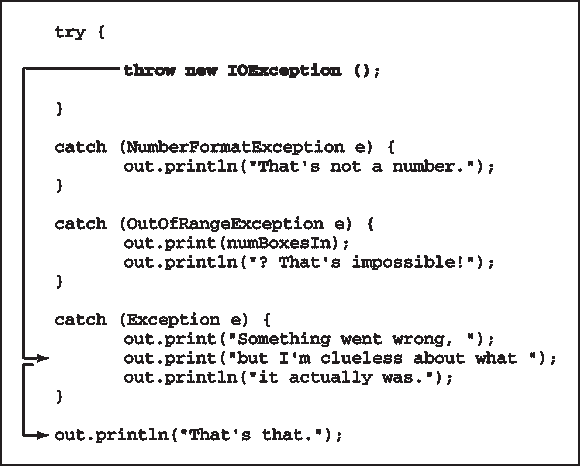 try {
throw new IOException ();
}
catch (NumberFormatException e) {
out.println("That's not a number.");
}
catch (OutOfRangeException e) {
out.print(numBoxesIn);
out.println("? That's impossible!");
}
catch (Exception e) {
out.print("Something went wrong, ");
out.print("but I'm clueless about what ");
out.println("it actually was.");
}
out.println("That's that.");